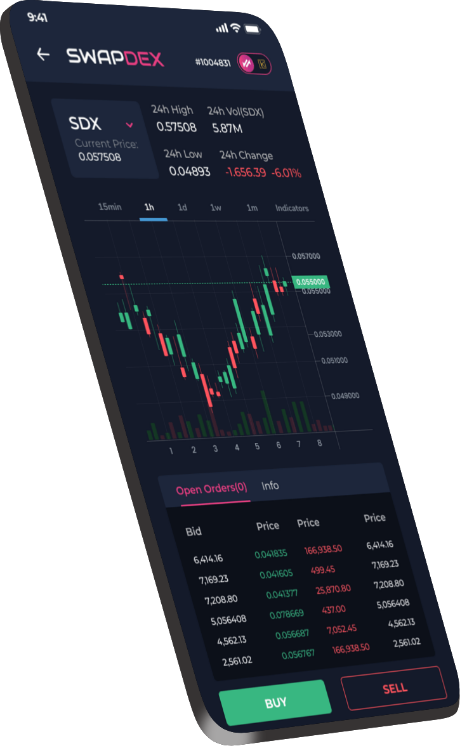 9:41
SWAPDEX #1004831
SDX
Current Price:
0.057508
24h High 24h Vol(SDX)
0.57508 5.87M
24h Low 24h Change
0.04893 -1,656.39 -6.01%
15min 1h 1d 1w 1m Indicators
0.057000
0.055000
0.055000
0.053000
0.051000
0.049000
1 2 3 4 5 6 7 8
Open Orders(0) Info
Bid Price Price Price
6,414.16 0.041835 166,938.50 6,414.16
7,169.23 0.041605 499.45 7,169.23
7,208.80 0.041377 25,870.80 7,208.80
5,056408 0.078669 437.00 5,056408
4,562.13 0.056687 7,052.45 4,562.13
2,561.02 0.056767 166,938.50 2,561.02
BUY SELL